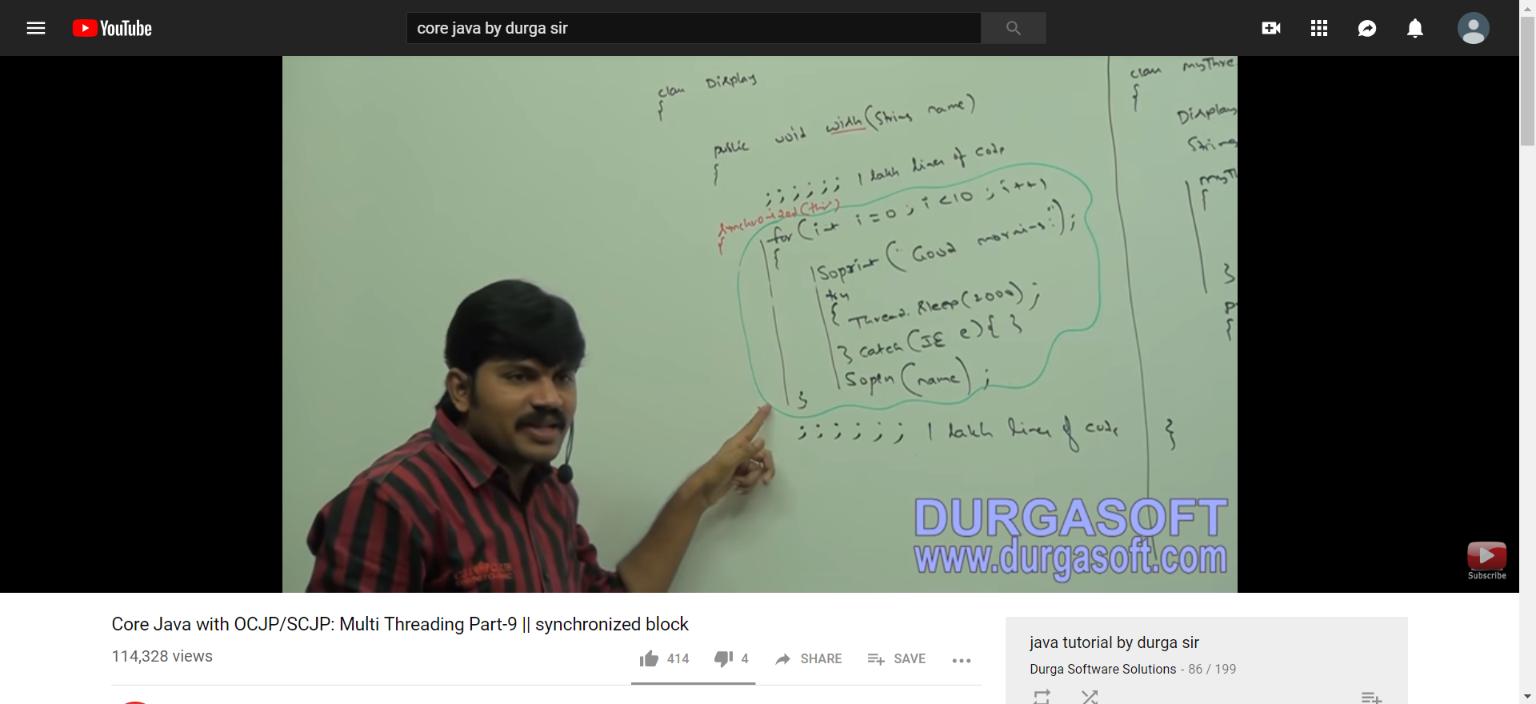 YouTube
core java by durga sir
class Display
{
public void wish(String name)
{
;;;;;; 1 lakh lines of code
synchronized(this)
{
for(int i=0; i<10; i++)
{
Soprint("Good morning:");
try
{ Thread.sleep(2000);
} catch(IE e){ }
Sopln(name);
}
;;;;;; 1 lakh lines of code
}
class myThre
{
Display
String
myTh
{
}
{
DURGASOFT
www.durgasoft.com
Subscribe
Core Java with OCJP/SCJP: Multi Threading Part-9 || synchronized block
114,328 views
414
4
SHARE
SAVE
java tutorial by durga sir
Durga Software Solutions - 86 / 199